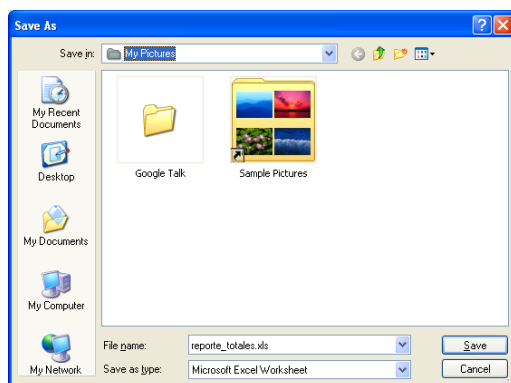 Save As
Save in:
My Pictures
My Recent
Documents
Desktop
My Documents
My Computer
My Network
Google Talk
Sample Pictures
File name:
reporte_totales.xls
Save
Save as type:
Microsoft Excel Worksheet
Cancel